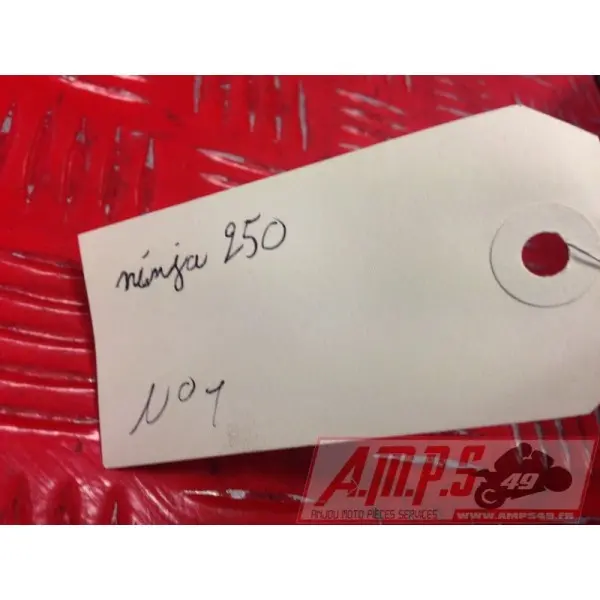 ninja 250
N°1
A.M.P.S 49
ANJOU MOTO PIECES SERVICES
WWW.AMPS49.FR